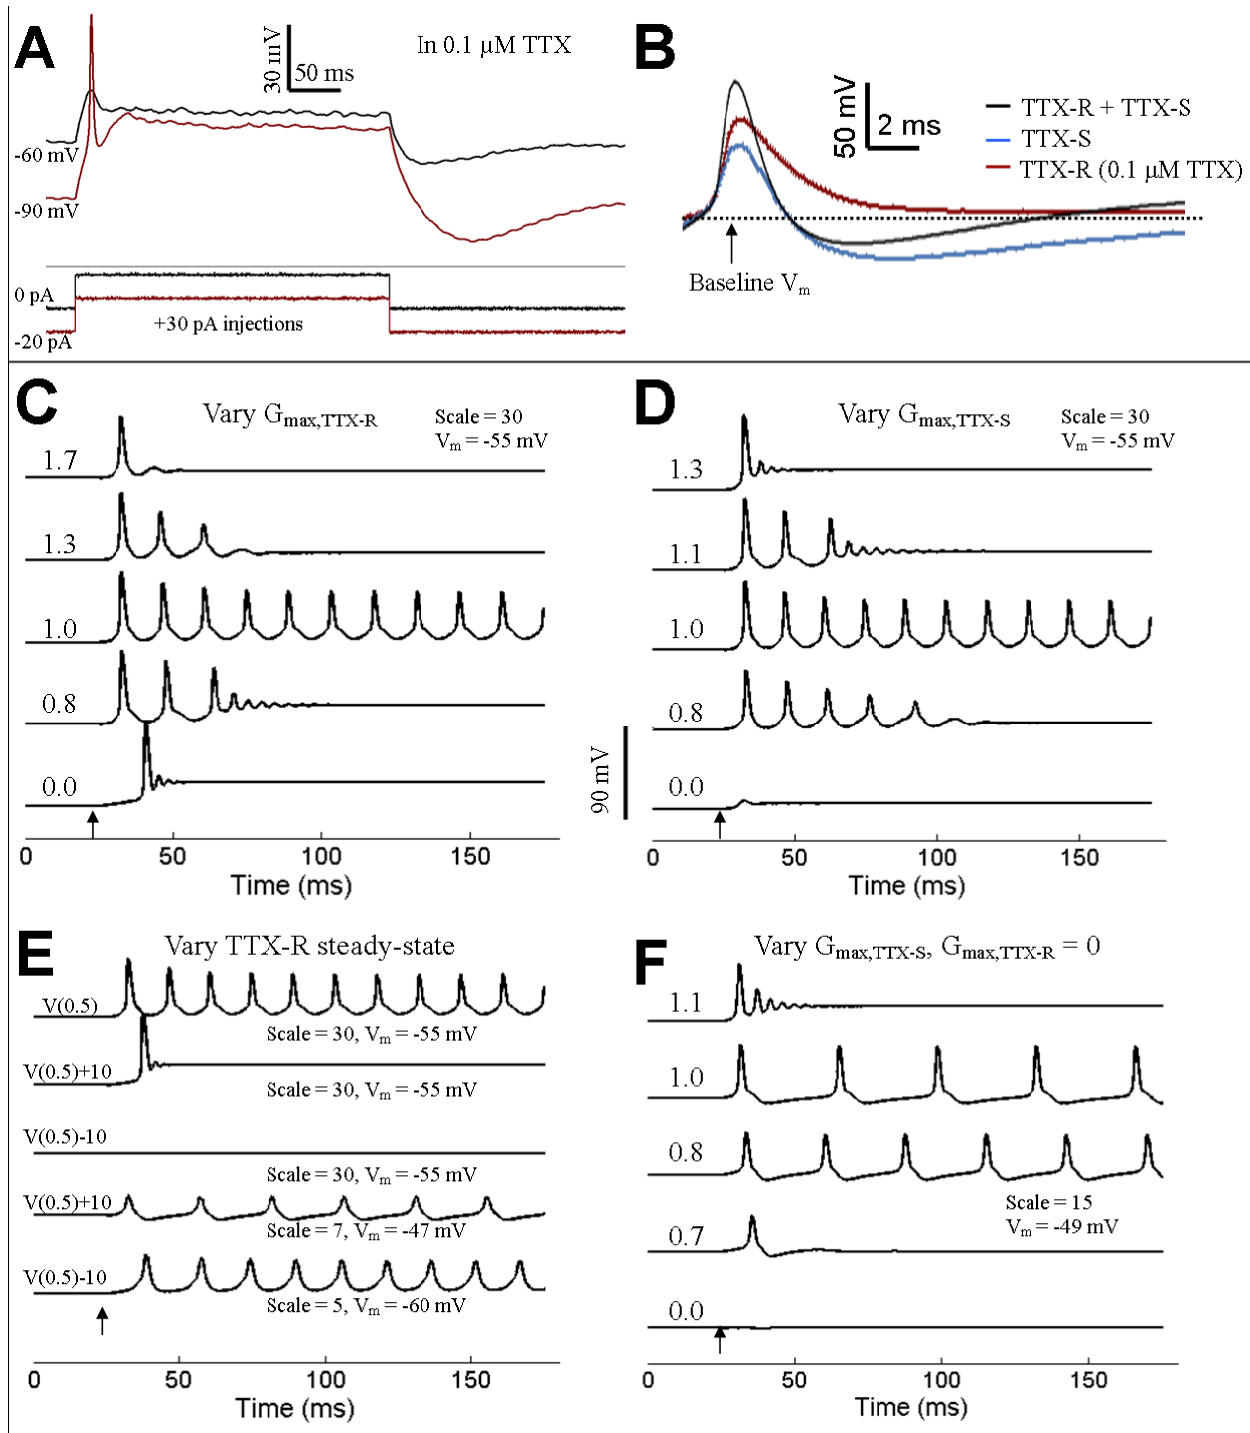 A
30 mV
50 ms
In 0.1 µM TTX
-60 mV
-90 mV
0 pA
+30 pA injections
-20 pA
B
50 mV
2 ms
TTX-R + TTX-S
TTX-S
TTX-R (0.1 µM TTX)
Baseline Vm
C
Vary Gmax,TTX-R
Scale = 30
Vm = -55 mV
1.7
1.3
1.0
0.8
0.0
0 50 100 150
Time (ms)
D
Vary Gmax,TTX-S
Scale = 30
Vm = -55 mV
1.3
1.1
1.0
0.8
90 mV
0.0
0 50 100 150
Time (ms)
E
Vary TTX-R steady-state
V(0.5)
Scale = 30, Vm = -55 mV
V(0.5)+10
Scale = 30, Vm = -55 mV
V(0.5)-10
Scale = 30, Vm = -55 mV
V(0.5)+10
Scale = 7, Vm = -47 mV
V(0.5)-10
Scale = 5, Vm = -60 mV
0 50 100 150
Time (ms)
F
Vary Gmax,TTX-S, Gmax,TTX-R = 0
1.1
1.0
0.8
Scale = 15
Vm = -49 mV
0.7
0.0
0 50 100 150
Time (ms)